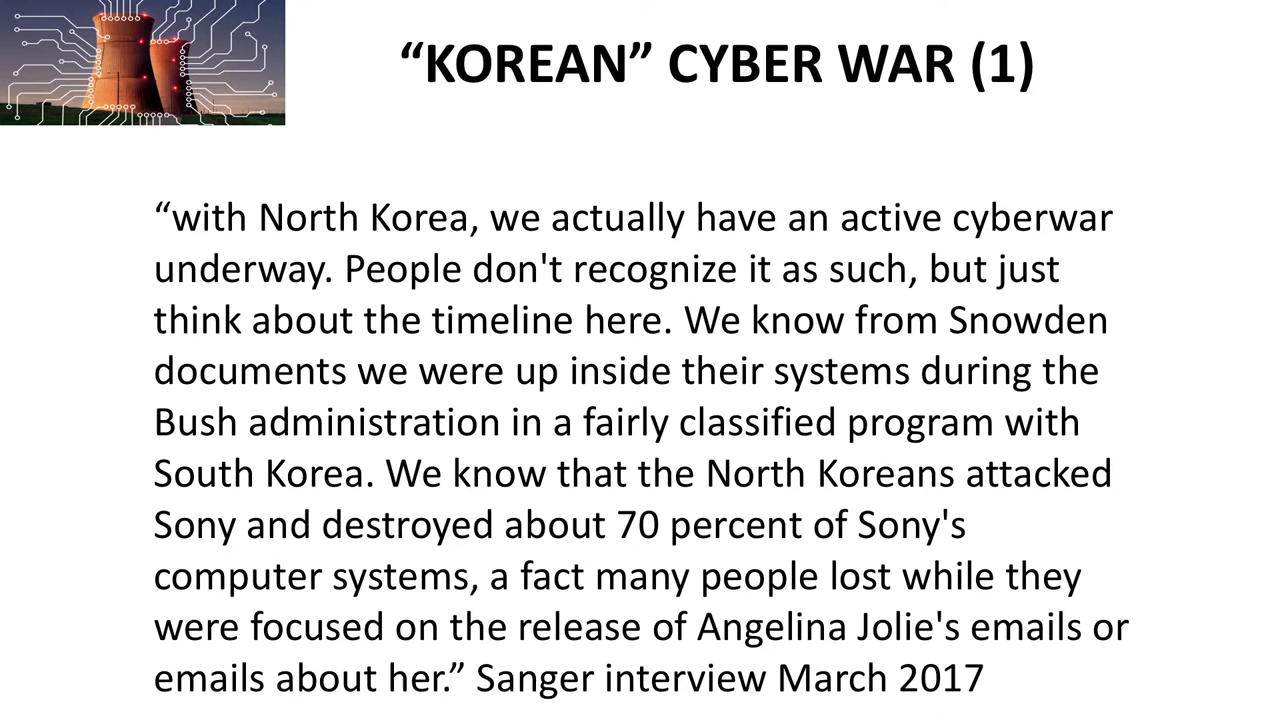 “KOREAN” CYBER WAR (1)
“with North Korea, we actually have an active cyberwar
underway. People don't recognize it as such, but just
think about the timeline here. We know from Snowden
documents we were up inside their systems during the
Bush administration in a fairly classified program with
South Korea. We know that the North Koreans attacked
Sony and destroyed about 70 percent of Sony's
computer systems, a fact many people lost while they
were focused on the release of Angelina Jolie's emails or
emails about her.” Sanger interview March 2017